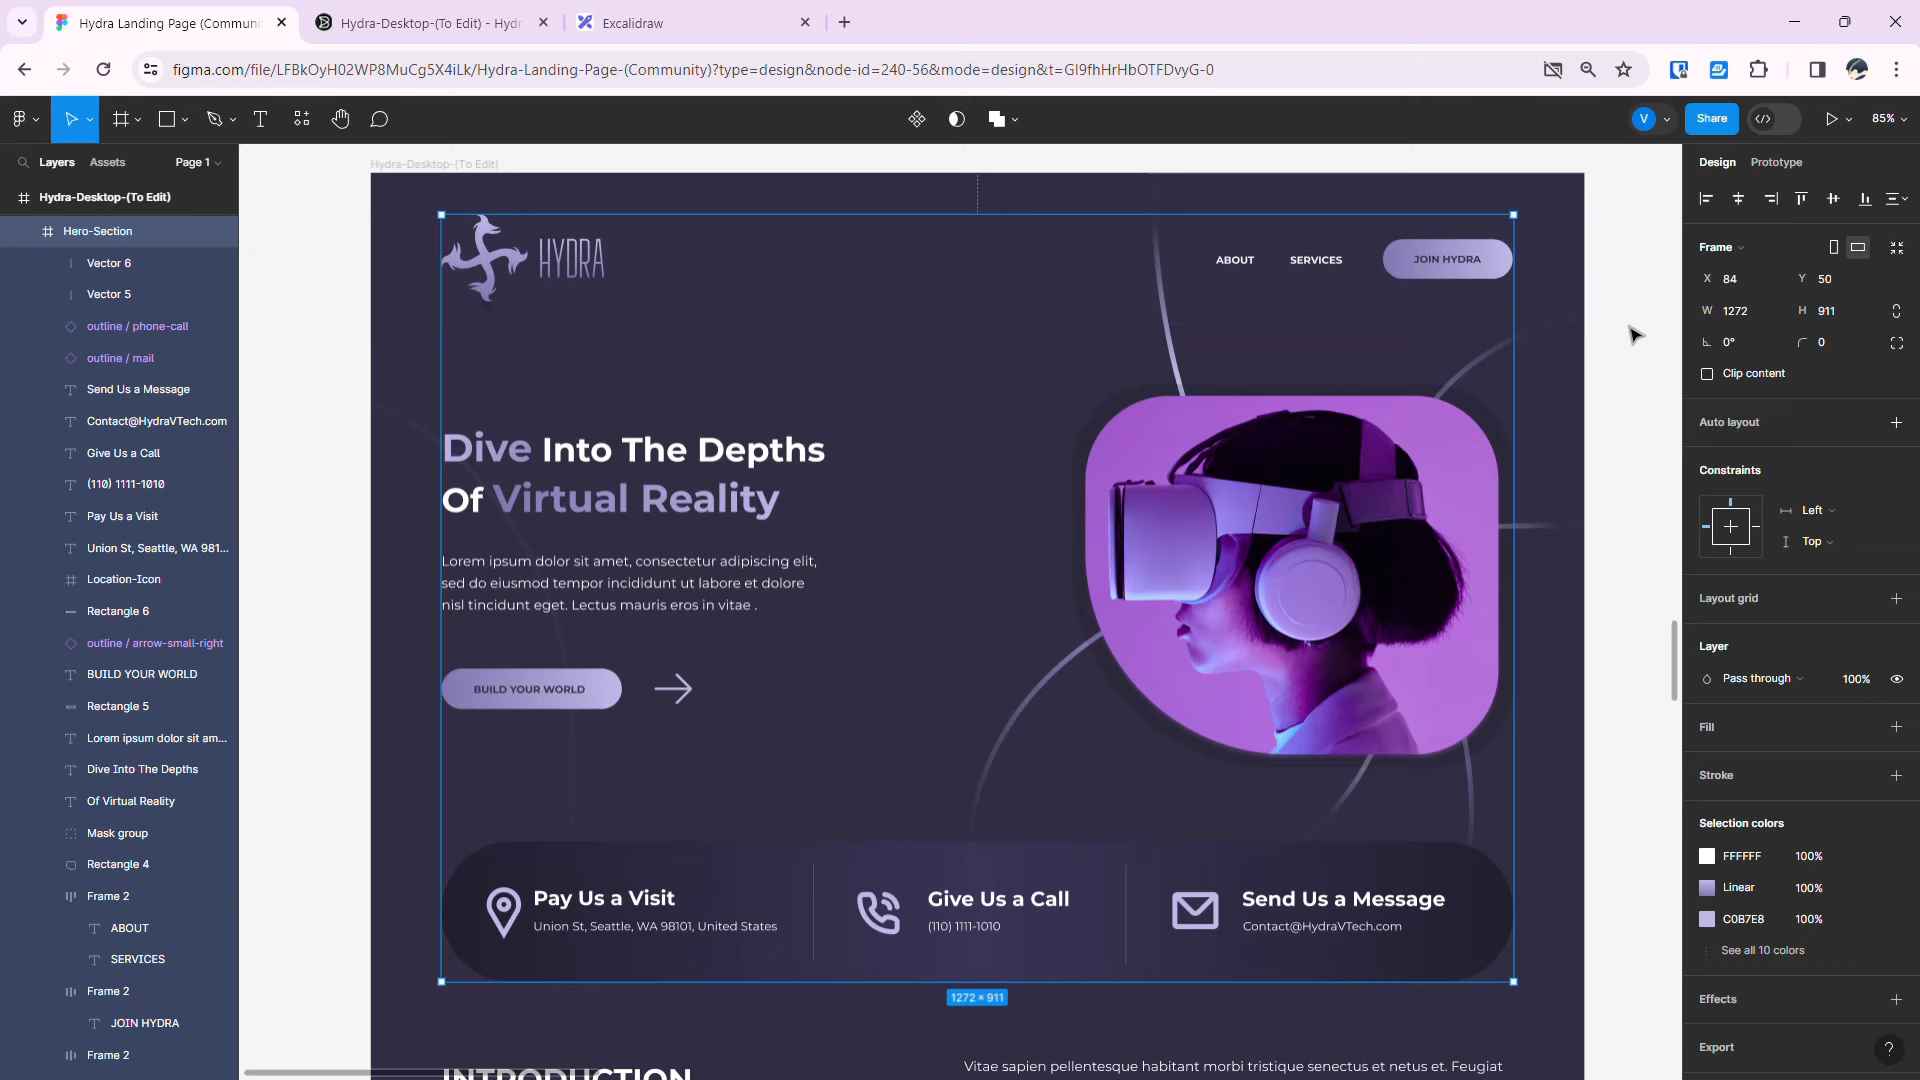 Hydra Landing Page (Communi
Hydra-Desktop-(To Edit) - Hydr
Excalidraw
figma.com/file/LFBkOyH02WP8MuCg5X4iLk/Hydra-Landing-Page-(Community)?type=design&node-id=240-56&mode=design&t=Gl9fhHrHbOTFDvyG-0
V
Share
85%
Layers
Assets
Page 1
Hydra-Desktop-(To Edit)
Hero-Section
Vector 6
Vector 5
outline / phone-call
outline / mail
Send Us a Message
Contact@HydraVTech.com
Give Us a Call
(110) 1111-1010
Pay Us a Visit
Union St, Seattle, WA 981...
Location-Icon
Rectangle 6
outline / arrow-small-right
BUILD YOUR WORLD
Rectangle 5
Lorem ipsum dolor sit am...
Dive Into The Depths
Of Virtual Reality
Mask group
Rectangle 4
Frame 2
ABOUT
SERVICES
Frame 2
JOIN HYDRA
Frame 2
Hydra-Desktop-(To Edit)
HYDRA
ABOUT
SERVICES
JOIN HYDRA
Dive Into The Depths
Of Virtual Reality
Lorem ipsum dolor sit amet, consectetur adipiscing elit,
sed do eiusmod tempor incididunt ut labore et dolore
nisl tincidunt eget. Lectus mauris eros in vitae .
BUILD YOUR WORLD
Pay Us a Visit
Union St, Seattle, WA 98101, United States
Give Us a Call
(110) 1111-1010
Send Us a Message
Contact@HydraVTech.com
1272 × 911
INTRODUCTION
Vitae sapien pellentesque habitant morbi tristique senectus et netus et. Feugiat
Design
Prototype
Frame
X 84
Y 50
W 1272
H 911
0°
0
Clip content
Auto layout
Constraints
Left
Top
Layout grid
Layer
Pass through
100%
Fill
Stroke
Selection colors
FFFFFF
100%
Linear
100%
C0B7E8
100%
See all 10 colors
Effects
Export
?